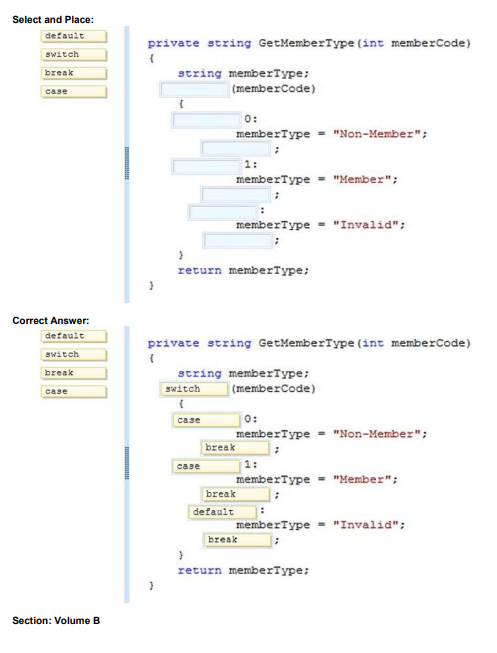 Select and Place:
default
switch
break
case
private string GetMemberType(int memberCode)
{
string memberType;
(memberCode)
{
0:
memberType = "Non-Member";
;
1:
memberType = "Member";
;
:
memberType = "Invalid";
;
}
return memberType;
}
Correct Answer:
default
switch
break
case
private string GetMemberType(int memberCode)
{
string memberType;
switch (memberCode)
{
case 0:
memberType = "Non-Member";
break ;
case 1:
memberType = "Member";
break ;
default :
memberType = "Invalid";
break ;
}
return memberType;
}
Section: Volume B